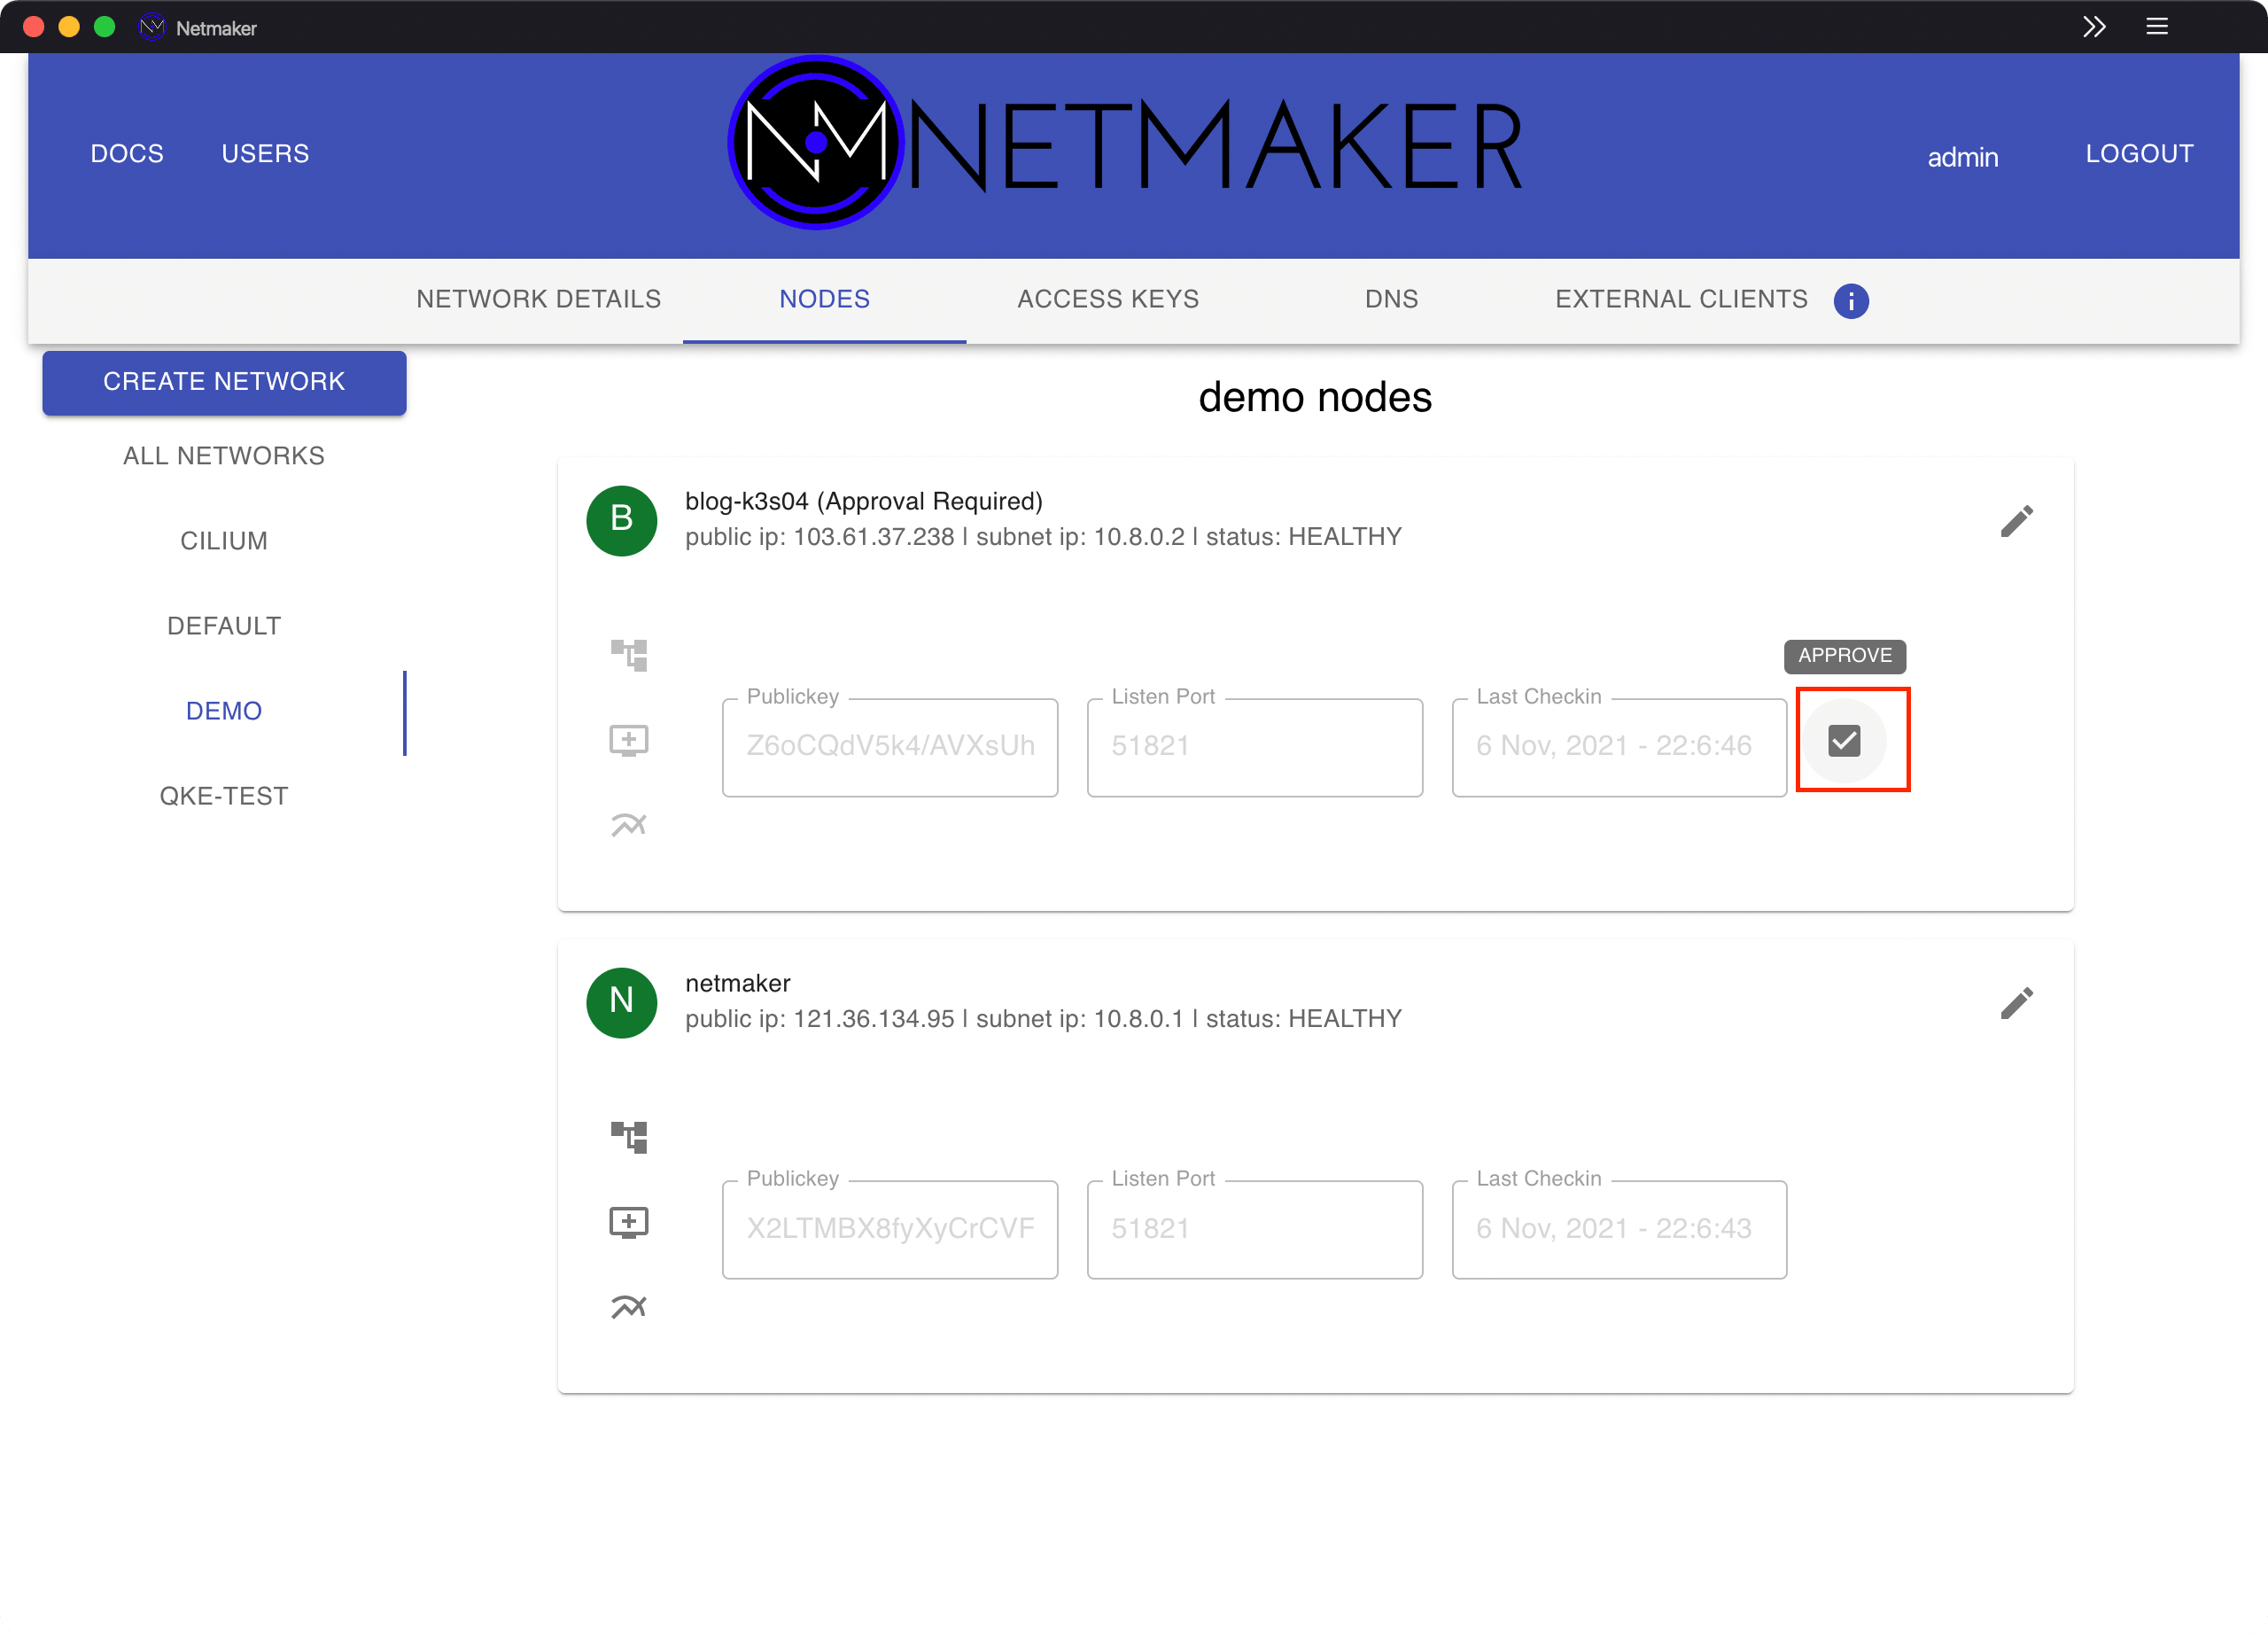 Netmaker
DOCS
USERS
NM NETMAKER
admin
LOGOUT
NETWORK DETAILS
NODES
ACCESS KEYS
DNS
EXTERNAL CLIENTS
i
CREATE NETWORK
ALL NETWORKS
CILIUM
DEFAULT
DEMO
QKE-TEST
demo nodes
B
blog-k3s04 (Approval Required)
public ip: 103.61.37.238 | subnet ip: 10.8.0.2 | status: HEALTHY
APPROVE
Publickey
Z6oCQdV5k4/AVXsUh
Listen Port
51821
Last Checkin
6 Nov, 2021 - 22:6:46
N
netmaker
public ip: 121.36.134.95 | subnet ip: 10.8.0.1 | status: HEALTHY
Publickey
X2LTMBX8fyXyCrCVF
Listen Port
51821
Last Checkin
6 Nov, 2021 - 22:6:43